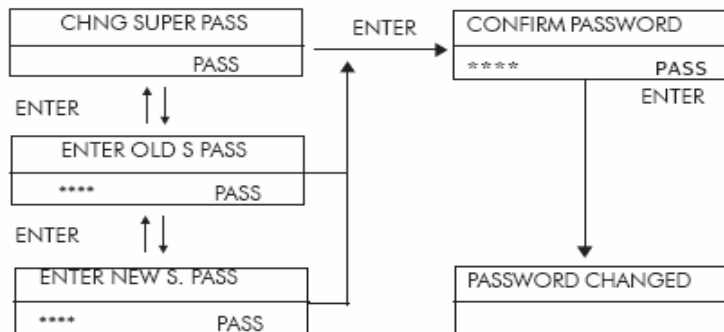 CHNG SUPER PASS
PASS
ENTER
ENTER OLD S PASS
**** PASS
ENTER
ENTER NEW S. PASS
**** PASS
ENTER
CONFIRM PASSWORD
**** PASS
ENTER
PASSWORD CHANGED